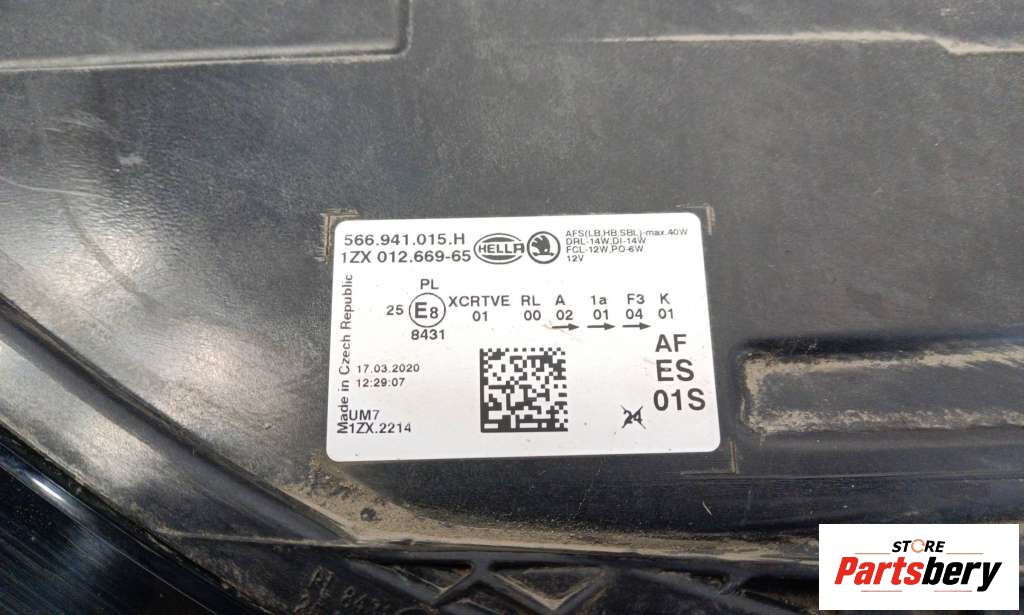 566.941.015.H
1ZX 012.669-65
HELLA
AFS(LB,HB,SBL)-max.40W
DRL-14W,DI-14W
FCL-12W,PO-6W
12V
PL
25 E8 XCRTVE RL A 1a F3 K
8431 01 00 02 01 04 01
Made in Czech Republic
17.03.2020
12:29:07
UM7
1ZX.2214
AF
ES
01S
24
STORE
Partsbery